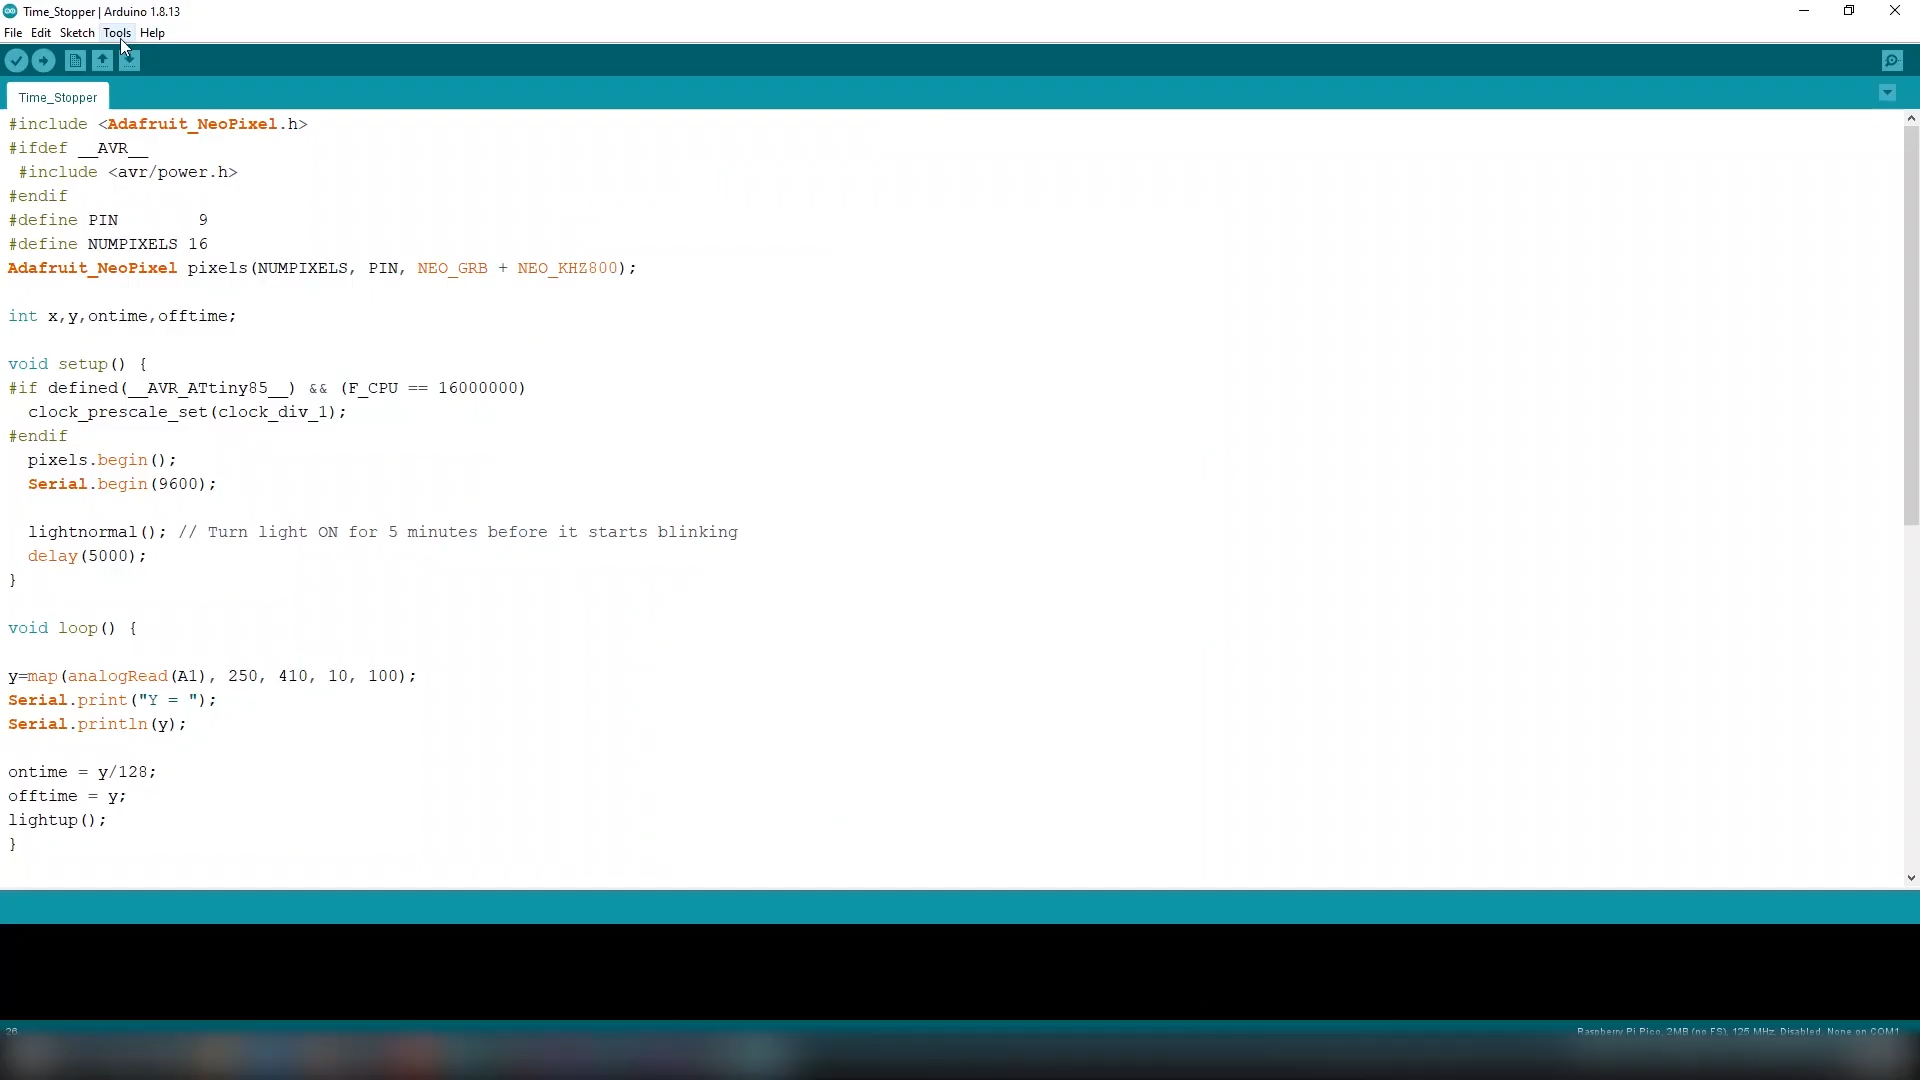 Time_Stopper | Arduino 1.8.13
File Edit Sketch Tools Help
Time_Stopper
#include <Adafruit_NeoPixel.h>
#ifdef __AVR__
#include <avr/power.h>
#endif
#define PIN 9
#define NUMPIXELS 16
Adafruit_NeoPixel pixels(NUMPIXELS, PIN, NEO_GRB + NEO_KHZ800);
int x,y,ontime,offtime;
void setup() {
#if defined(__AVR_ATtiny85__) && (F_CPU == 16000000)
clock_prescale_set(clock_div_1);
#endif
pixels.begin();
Serial.begin(9600);
lightnormal(); // Turn light ON for 5 minutes before it starts blinking
delay(5000);
}
void loop() {
y=map(analogRead(A1), 250, 410, 10, 100);
Serial.print("Y = ");
Serial.println(y);
ontime = y/128;
offtime = y;
lightup();
}
26 Raspberry Pi Pico, 2MB (no FS), 125 MHz, Disabled, None on COM1